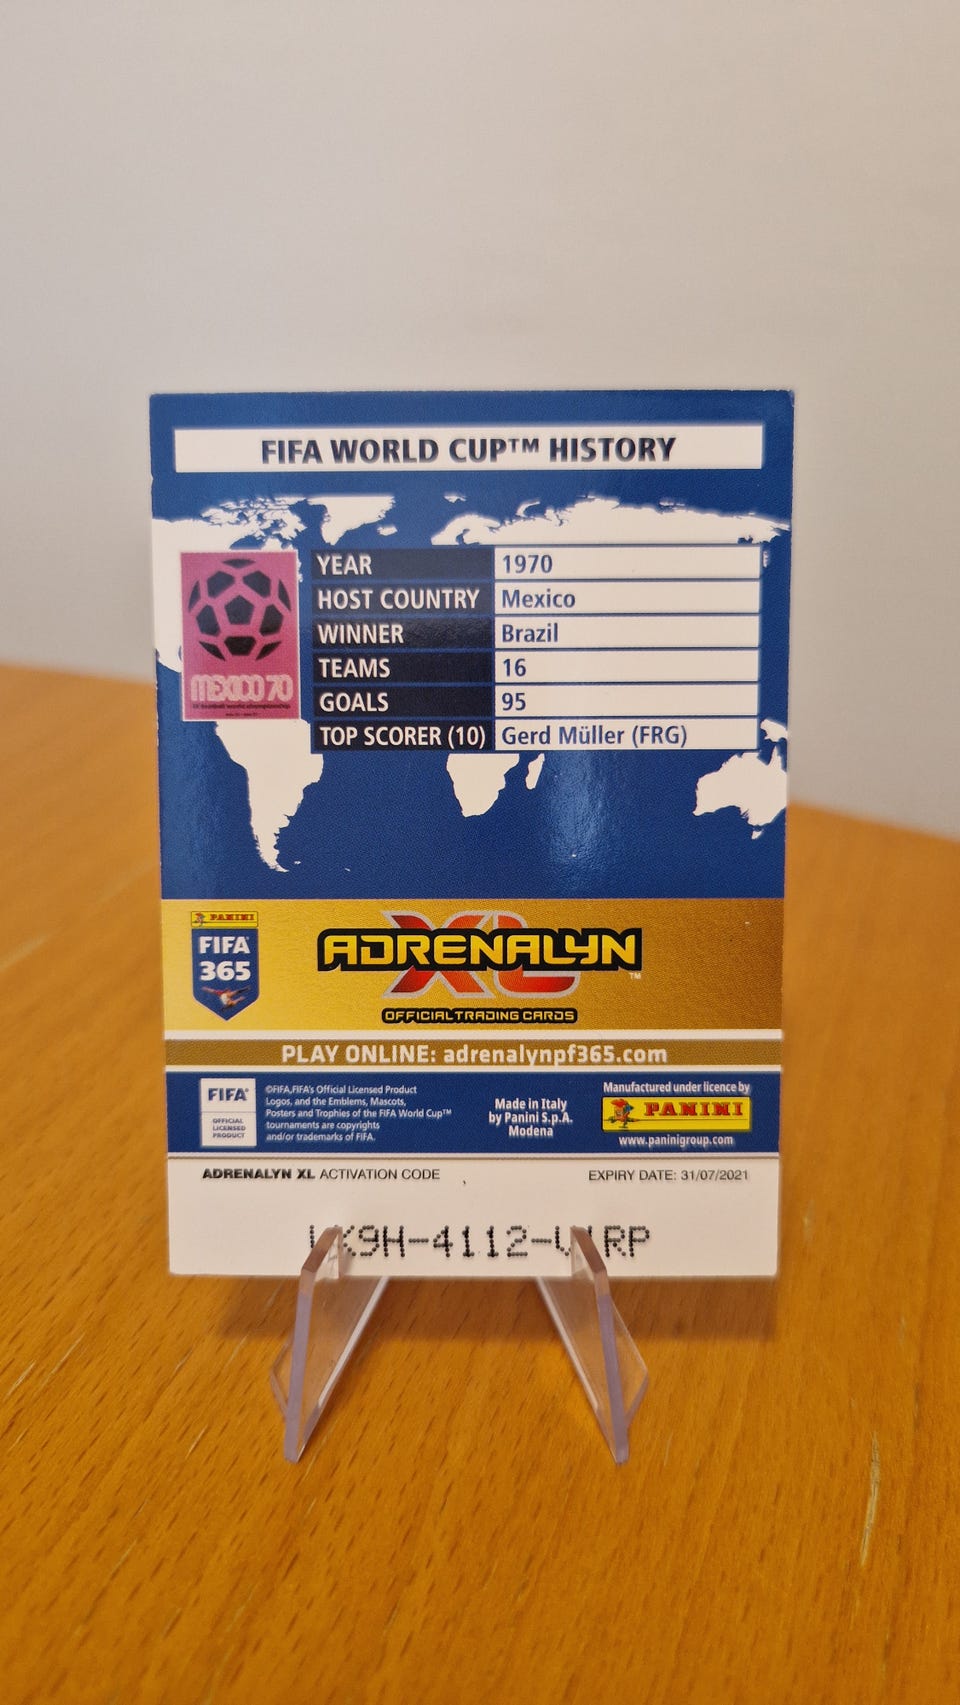 FIFA WORLD CUP™ HISTORY
YEAR 1970
HOST COUNTRY Mexico
WINNER Brazil
TEAMS 16
GOALS 95
TOP SCORER (10) Gerd Müller (FRG)
MEXICO 70
PANINI
FIFA
365
ADRENALYN
XL™
OFFICIAL TRADING CARDS
PLAY ONLINE: adrenalynpf365.com
FIFA®
OFFICIAL
LICENSED
PRODUCT
©FIFA,FIFA's Official Licensed Product
Logos, and the Emblems, Mascots,
Posters and Trophies of the FIFA World Cup™
tournaments are copyrights
and/or trademarks of FIFA.
Made in Italy
by Panini S.p.A.
Modena
Manufactured under licence by
PANINI
www.paninigroup.com
ADRENALYN XL ACTIVATION CODE
EXPIRY DATE: 31/07/2021